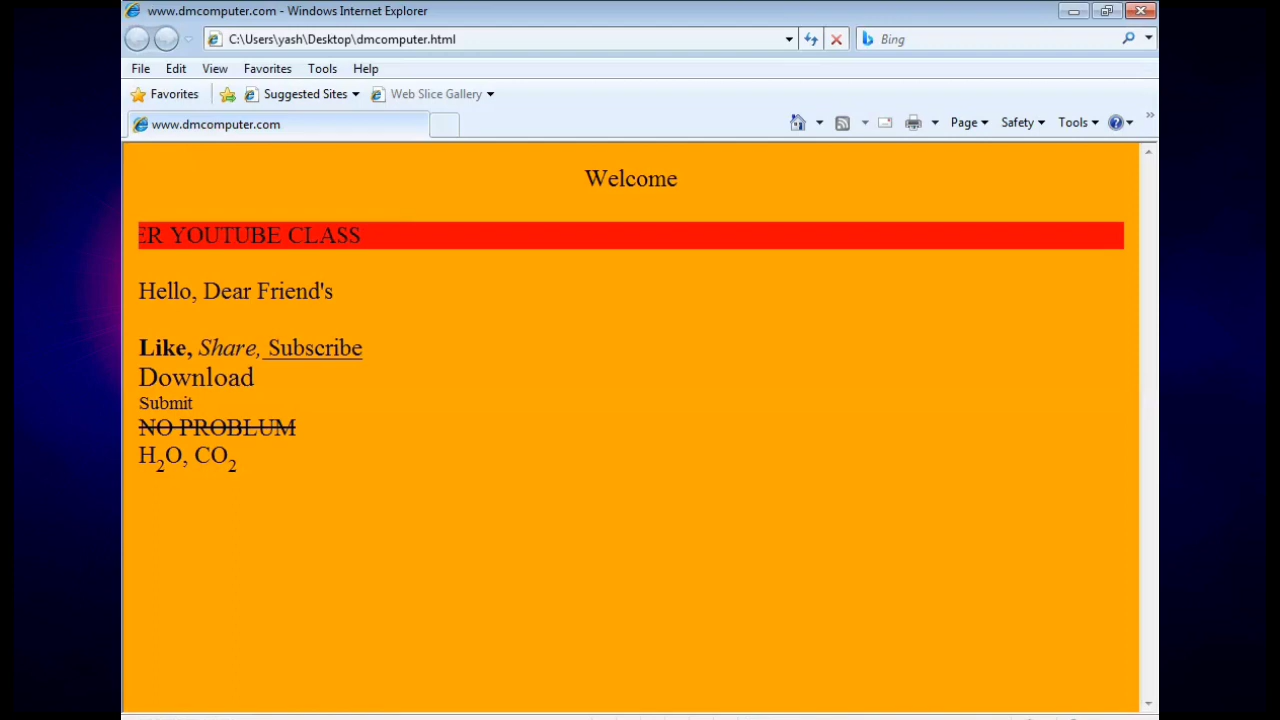 www.dmcomputer.com - Windows Internet Explorer
C:\Users\yash\Desktop\dmcomputer.html
Bing
File Edit View Favorites Tools Help
Favorites Suggested Sites Web Slice Gallery
www.dmcomputer.com
Page Safety Tools
Welcome
ER YOUTUBE CLASS
Hello, Dear Friend's
Like, Share, Subscribe
Download
Submit
NO PROBLUM
H₂O, CO₂